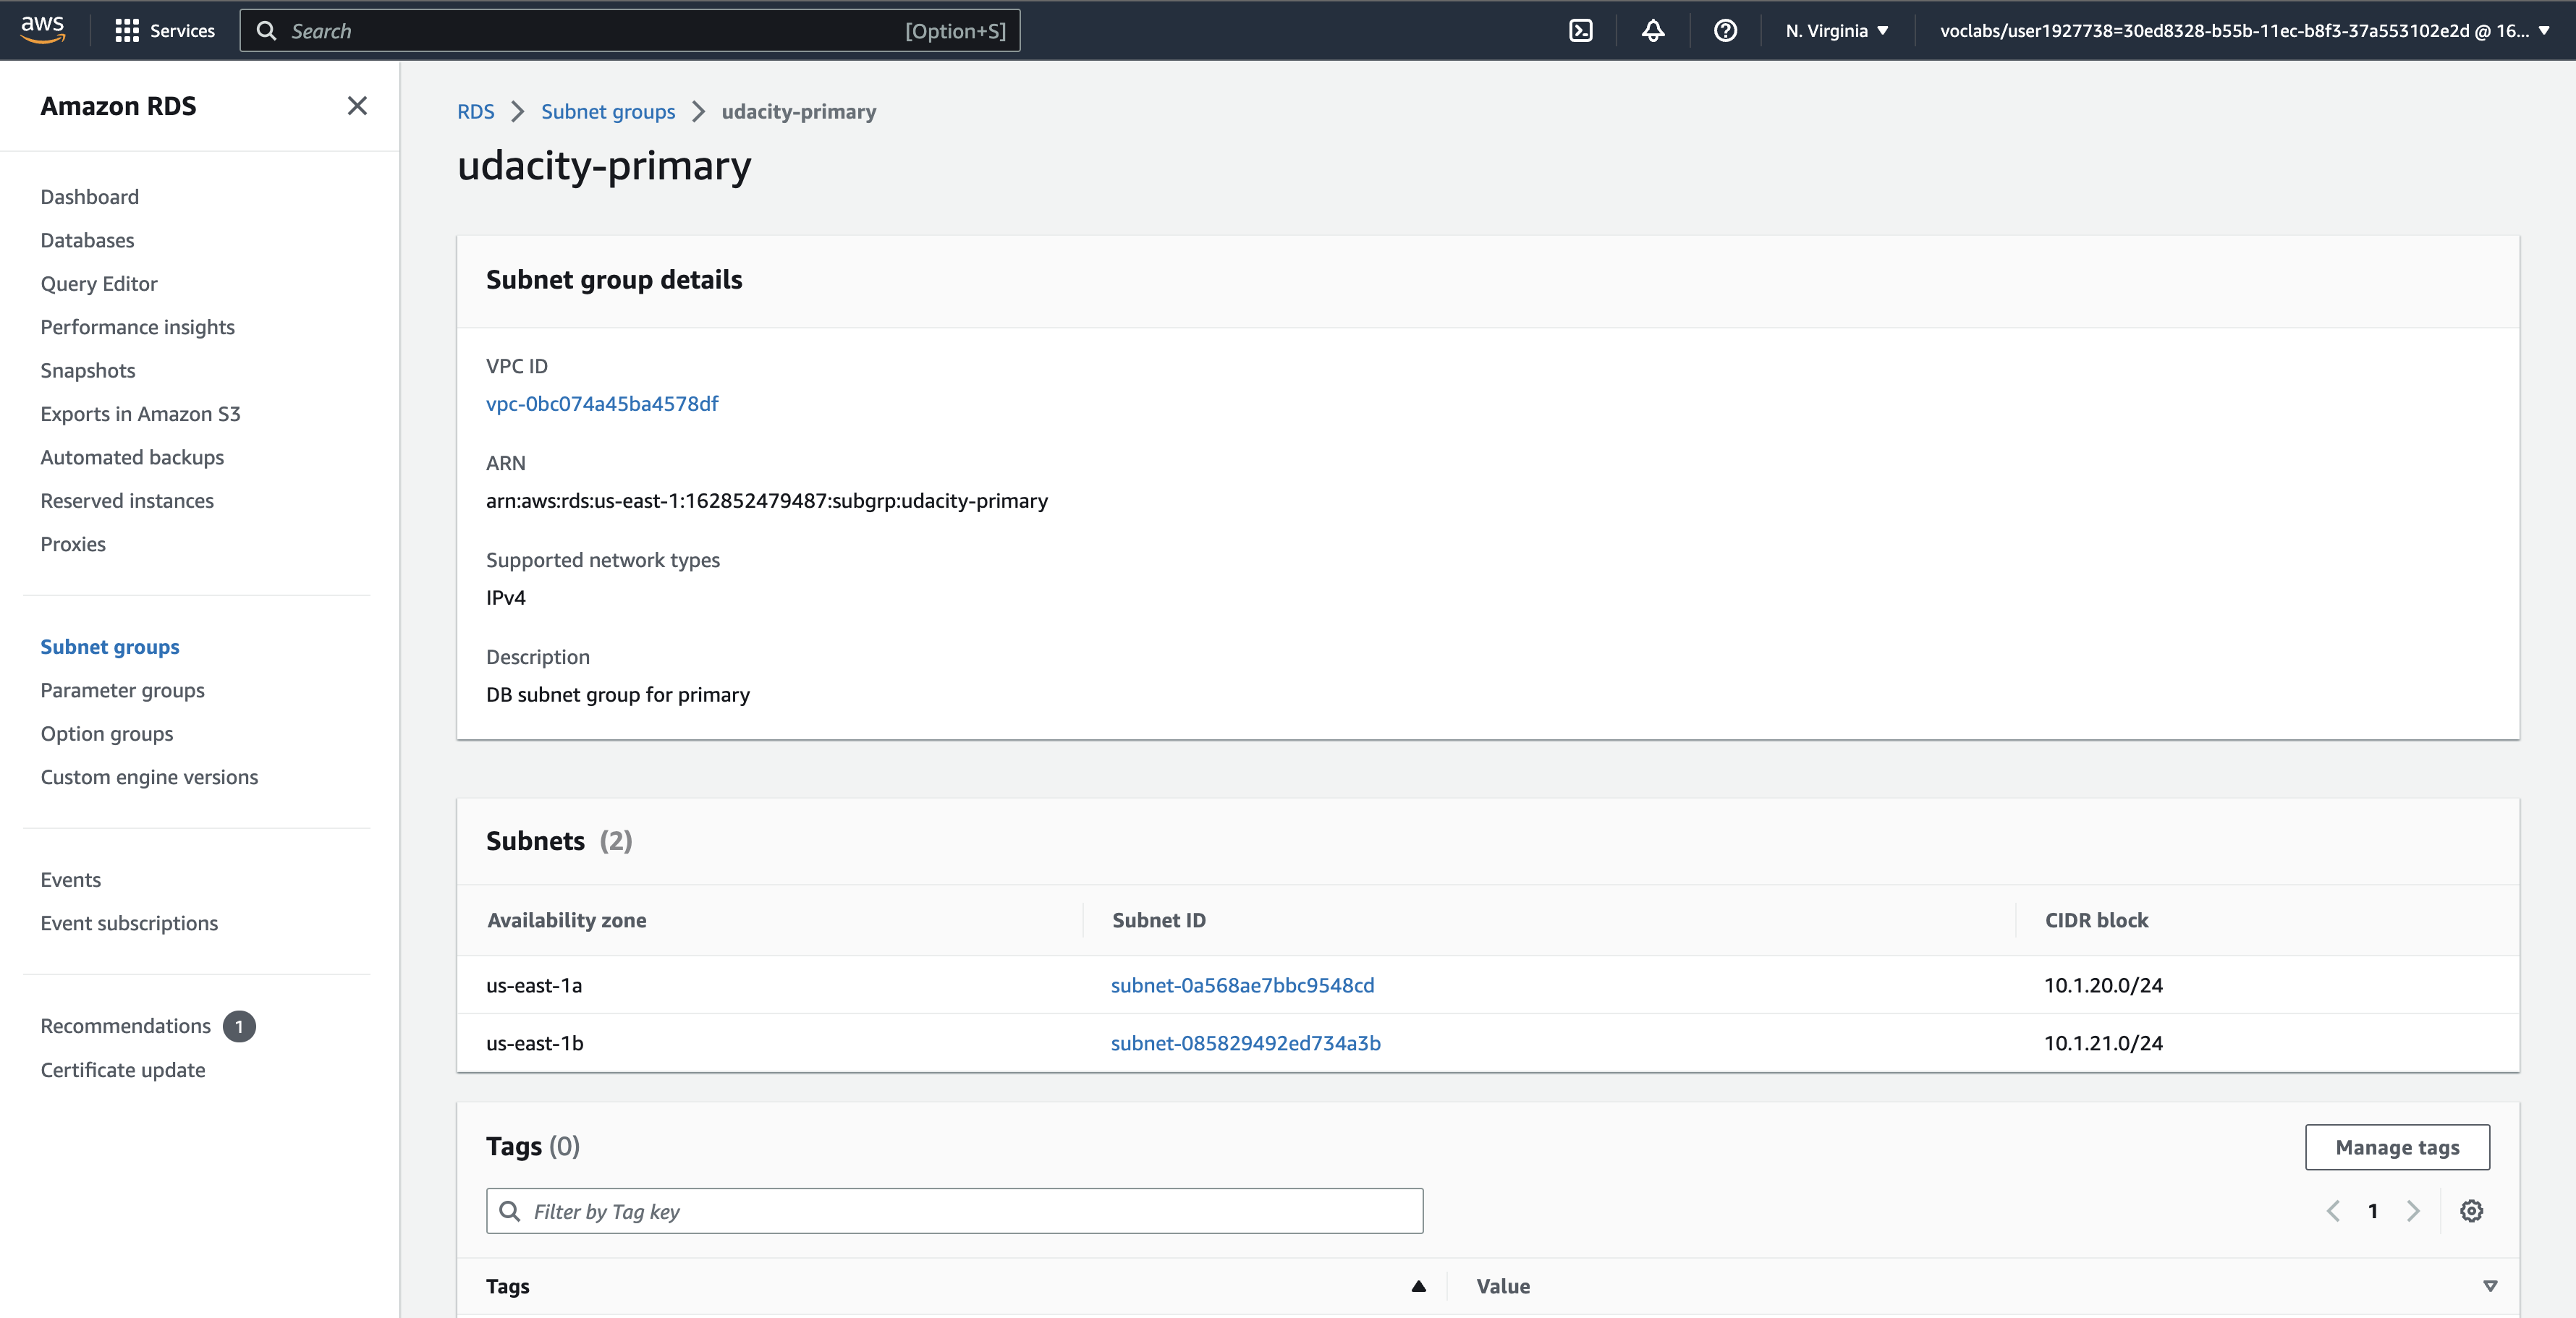 aws
Services
Search [Option+S]
N. Virginia
voclabs/user1927738=30ed8328-b55b-11ec-b8f3-37a553102e2d @ 16...
Amazon RDS
Dashboard
Databases
Query Editor
Performance insights
Snapshots
Exports in Amazon S3
Automated backups
Reserved instances
Proxies
Subnet groups
Parameter groups
Option groups
Custom engine versions
Events
Event subscriptions
Recommendations 1
Certificate update
RDS > Subnet groups > udacity-primary
udacity-primary
Subnet group details
VPC ID
vpc-0bc074a45ba4578df
ARN
arn:aws:rds:us-east-1:162852479487:subgrp:udacity-primary
Supported network types
IPv4
Description
DB subnet group for primary
Subnets (2)
Availability zone Subnet ID CIDR block
us-east-1a subnet-0a568ae7bbc9548cd 10.1.20.0/24
us-east-1b subnet-085829492ed734a3b 10.1.21.0/24
Tags (0)
Manage tags
Filter by Tag key
1
Tags Value